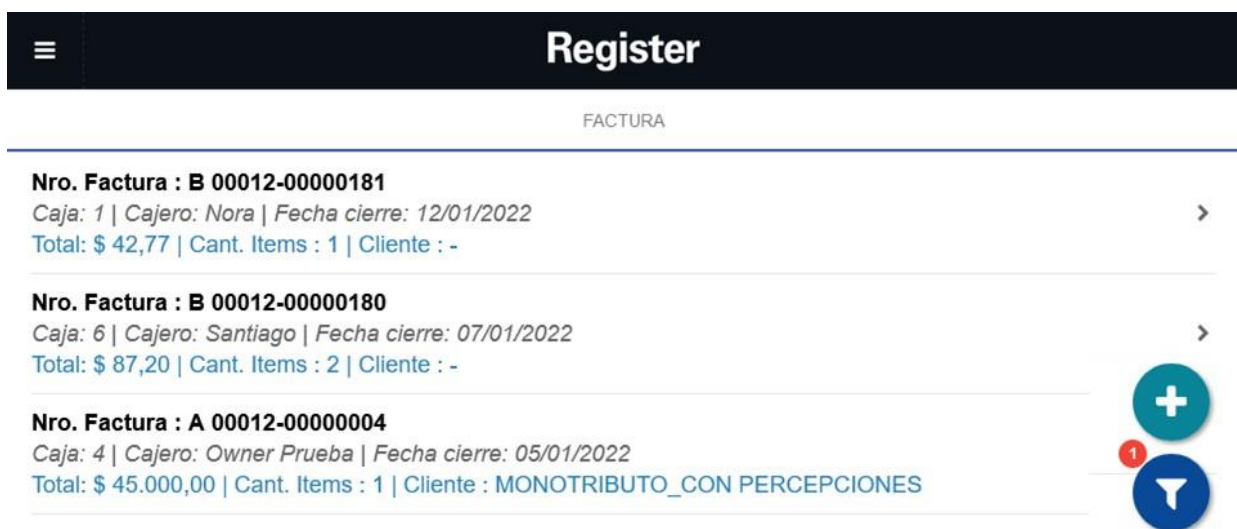 Register
FACTURA
Nro. Factura : B 00012-00000181
Caja: 1 | Cajero: Nora | Fecha cierre: 12/01/2022
Total: $ 42,77 | Cant. Items : 1 | Cliente : -
Nro. Factura : B 00012-00000180
Caja: 6 | Cajero: Santiago | Fecha cierre: 07/01/2022
Total: $ 87,20 | Cant. Items : 2 | Cliente : -
Nro. Factura : A 00012-00000004
Caja: 4 | Cajero: Owner Prueba | Fecha cierre: 05/01/2022
1
Total: $ 45.000,00 | Cant. Items : 1 | Cliente : MONOTRIBUTO_CON PERCEPCIONES